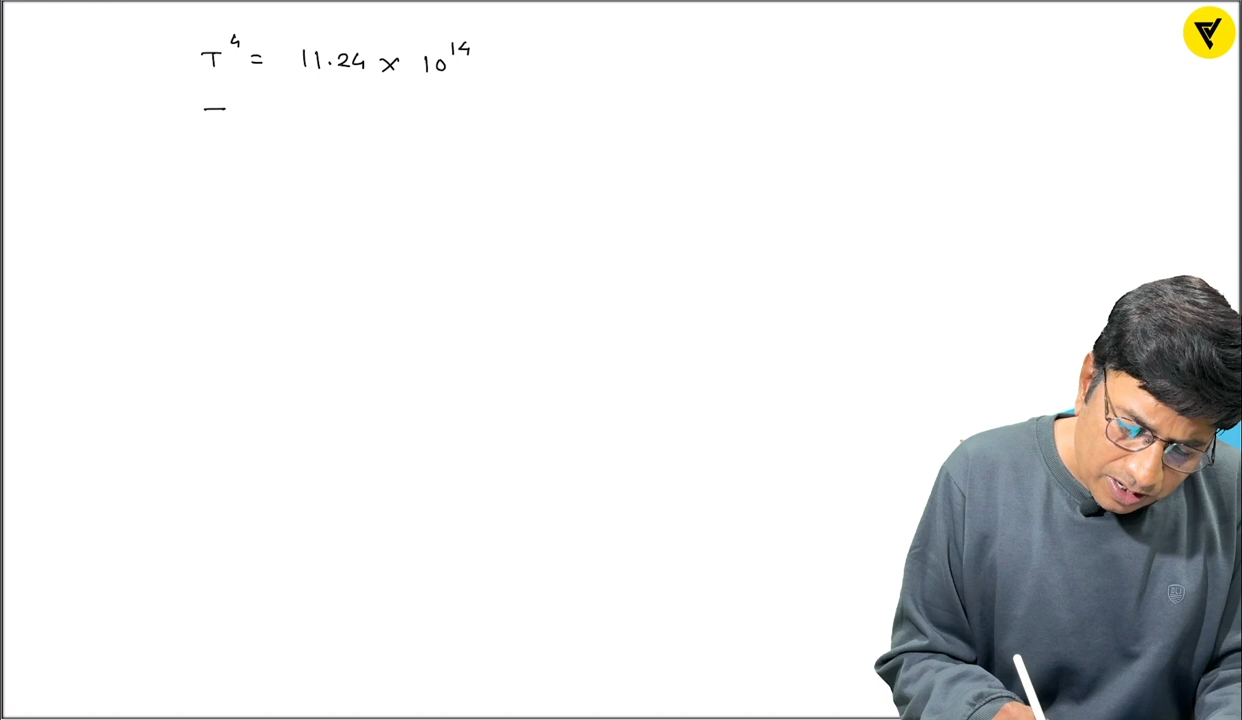 T⁴ = 11.24 × 10¹⁴